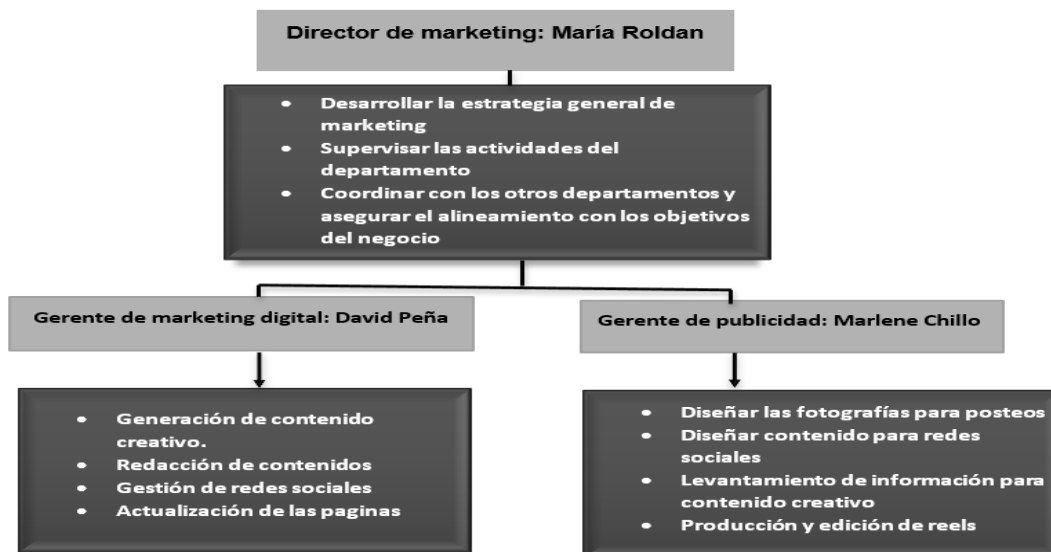 Director de marketing: María Roldan
• Desarrollar la estrategia general de
marketing
• Supervisar las actividades del
departamento
• Coordinar con los otros departamentos y
asegurar el alineamiento con los objetivos
del negocio
Gerente de marketing digital: David Peña
• Generación de contenido
creativo.
• Redacción de contenidos
• Gestión de redes sociales
• Actualización de las paginas
Gerente de publicidad: Marlene Chillo
• Diseñar las fotografías para posteos
• Diseñar contenido para redes
sociales
• Levantamiento de información para
contenido creativo
• Producción y edición de reels